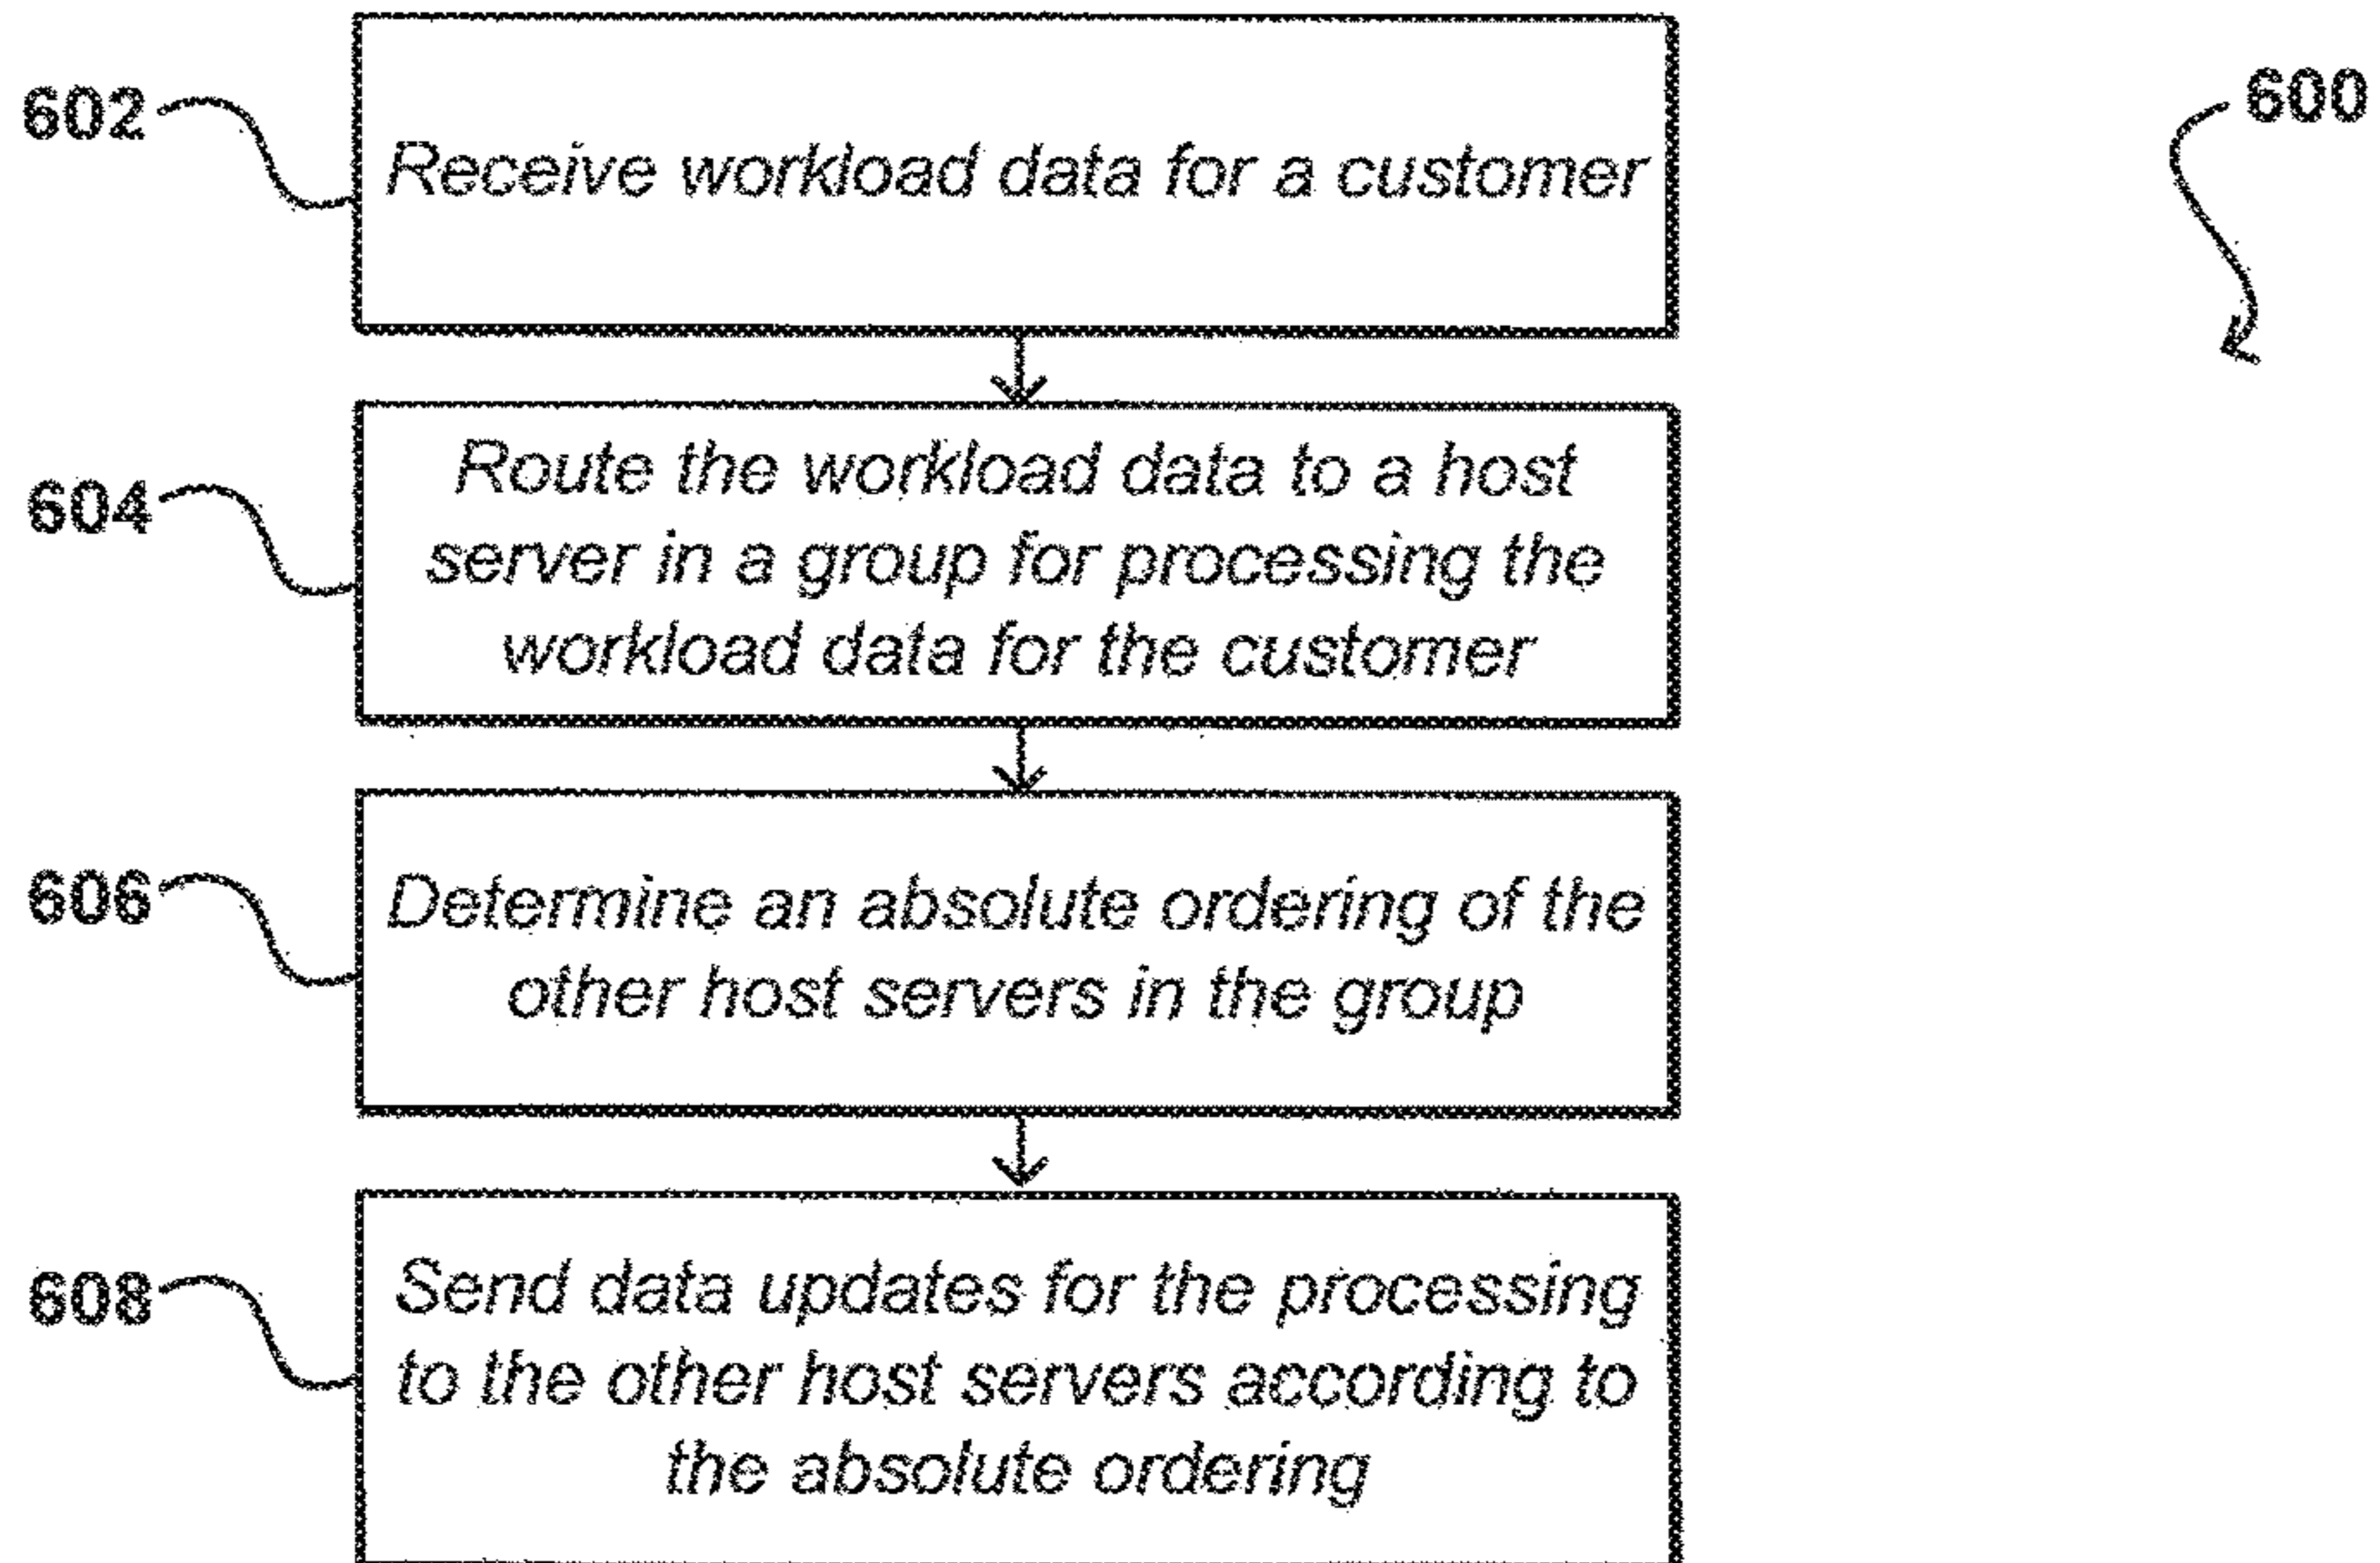 602
Receive workload data for a customer
600
604
Route the workload data to a host
server in a group for processing the
workload data for the customer
606
Determine an absolute ordering of the
other host servers in the group
608
Send data updates for the processing
to the other host servers according to
the absolute ordering